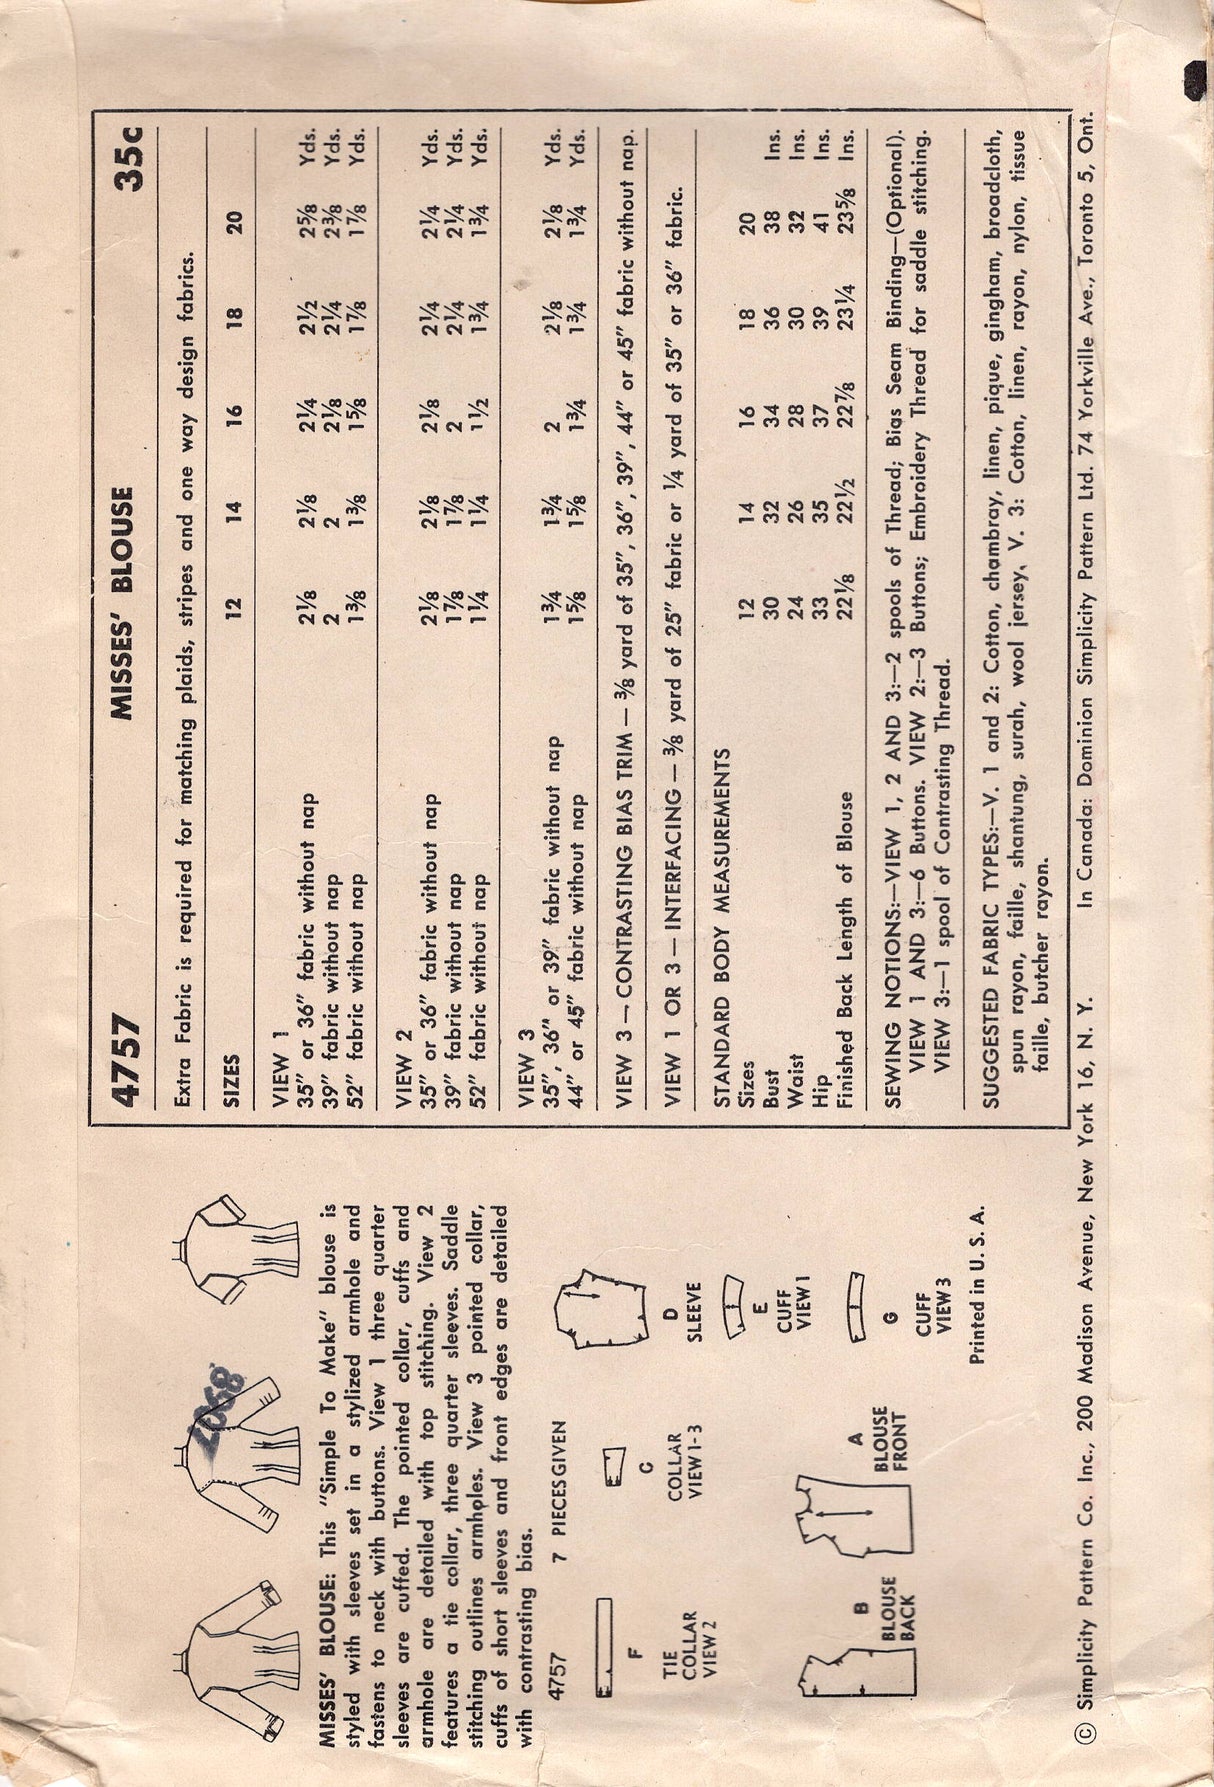 MISSES' BLOUSE: This "Simple To Make" blouse is
styled with sleeves set in a stylized armhole and
fastens to neck with buttons. View 1 three quarter
sleeves are cuffed. The pointed collar, cuffs and
armhole are detailed with top stitching. View 2
features a tie collar, three quarter sleeves. Saddle
stitching outlines armholes. View 3 pointed collar,
cuffs of short sleeves and front edges are detailed
with contrasting bias.
4757 7 PIECES GIVEN
F
TIE
COLLAR
VIEW 2
C
COLLAR
VIEW 1-3
D
SLEEVE
E
CUFF
VIEW 1
B
BLOUSE
BACK
A
BLOUSE
FRONT
G
CUFF
VIEW 3
Printed in U. S. A.
4757 MISSES' BLOUSE 35c
Extra Fabric is required for matching plaids, stripes and one way design fabrics.
SIZES 12 14 16 18 20
VIEW 1
35" or 36" fabric without nap 2⅛ 2⅛ 2¼ 2½ 2⅝ Yds.
39" fabric without nap 2 2 2⅛ 2¼ 2⅜ Yds.
52" fabric without nap 1⅜ 1⅜ 1⅝ 1⅞ 1⅞ Yds.
VIEW 2
35" or 36" fabric without nap 2⅛ 2⅛ 2⅛ 2¼ 2¼ Yds.
39" fabric without nap 1⅞ 1⅞ 2 2¼ 2¼ Yds.
52" fabric without nap 1¼ 1¼ 1½ 1¾ 1¾ Yds.
VIEW 3
35", 36" or 39" fabric without nap 1¾ 1¾ 2 2⅛ 2⅛ Yds.
44" or 45" fabric without nap 1⅝ 1⅝ 1¾ 1¾ 1¾ Yds.
VIEW 3 — CONTRASTING BIAS TRIM — ⅜ yard of 35", 36", 39", 44" or 45" fabric without nap.
VIEW 1 OR 3 — INTERFACING — ⅜ yard of 25" fabric or ¼ yard of 35" or 36" fabric.
STANDARD BODY MEASUREMENTS
Sizes 12 14 16 18 20
Bust 30 32 34 36 38 Ins.
Waist 24 26 28 30 32 Ins.
Hip 33 35 37 39 41 Ins.
Finished Back Length of Blouse 22⅛ 22½ 22⅞ 23¼ 23⅝ Ins.
SEWING NOTIONS:—VIEW 1, 2 AND 3:—2 spools of Thread; Bias Seam Binding—(Optional).
VIEW 1 AND 3:—6 Buttons. VIEW 2:—3 Buttons; Embroidery Thread for saddle stitching.
VIEW 3:—1 spool of Contrasting Thread.
SUGGESTED FABRIC TYPES:—V. 1 and 2: Cotton, chambray, linen, pique, gingham, broadcloth,
spun rayon, faille, shantung, surah, wool jersey. V. 3: Cotton, linen, rayon, nylon, tissue
faille, butcher rayon.
© Simplicity Pattern Co. Inc., 200 Madison Avenue, New York 16, N. Y. In Canada: Dominion Simplicity Pattern Ltd. 74 Yorkville Ave., Toronto 5, Ont.